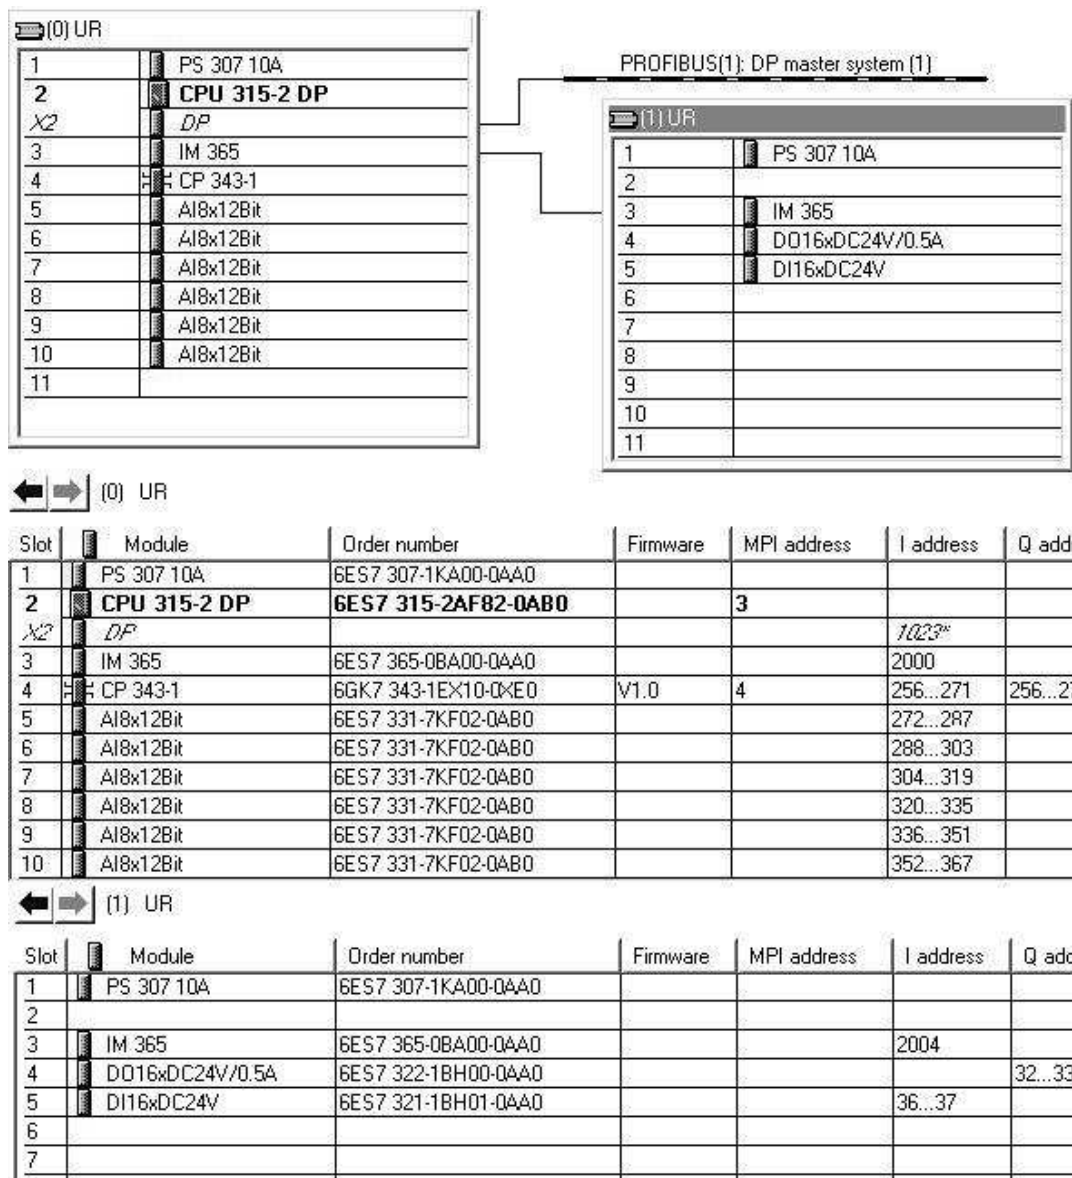 (0) UR
1 PS 307 10A
2 CPU 315-2 DP
X2 DP
3 IM 365
4 CP 343-1
5 AI8x12Bit
6 AI8x12Bit
7 AI8x12Bit
8 AI8x12Bit
9 AI8x12Bit
10 AI8x12Bit
11
PROFIBUS(1): DP master system (1)
(1) UR
1 PS 307 10A
2
3 IM 365
4 DO16xDC24V/0.5A
5 DI16xDC24V
6
7
8
9
10
11
(0) UR
Slot Module Order number Firmware MPI address I address Q add
1 PS 307 10A 6ES7 307-1KA00-0AA0
2 CPU 315-2 DP 6ES7 315-2AF82-0AB0 3
X2 DP 1023*
3 IM 365 6ES7 365-0BA00-0AA0 2000
4 CP 343-1 6GK7 343-1EX10-0XE0 V1.0 4 256...271 256...27
5 AI8x12Bit 6ES7 331-7KF02-0AB0 272...287
6 AI8x12Bit 6ES7 331-7KF02-0AB0 288...303
7 AI8x12Bit 6ES7 331-7KF02-0AB0 304...319
8 AI8x12Bit 6ES7 331-7KF02-0AB0 320...335
9 AI8x12Bit 6ES7 331-7KF02-0AB0 336...351
10 AI8x12Bit 6ES7 331-7KF02-0AB0 352...367
(1) UR
Slot Module Order number Firmware MPI address I address Q add
1 PS 307 10A 6ES7 307-1KA00-0AA0
2
3 IM 365 6ES7 365-0BA00-0AA0 2004
4 DO16xDC24V/0.5A 6ES7 322-1BH00-0AA0 32...33
5 DI16xDC24V 6ES7 321-1BH01-0AA0 36...37
6
7